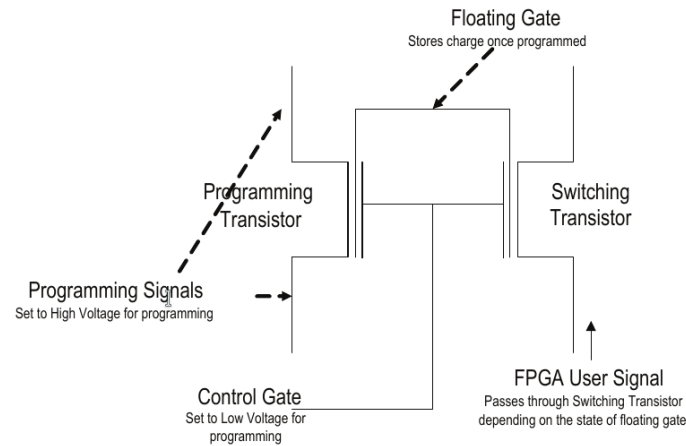 Floating Gate
Stores charge once programmed
Programming
Transistor
Switching
Transistor
Programming Signals
Set to High Voltage for programming
Control Gate
Set to Low Voltage for
programming
FPGA User Signal
Passes through Switching Transistor
depending on the state of floating gate